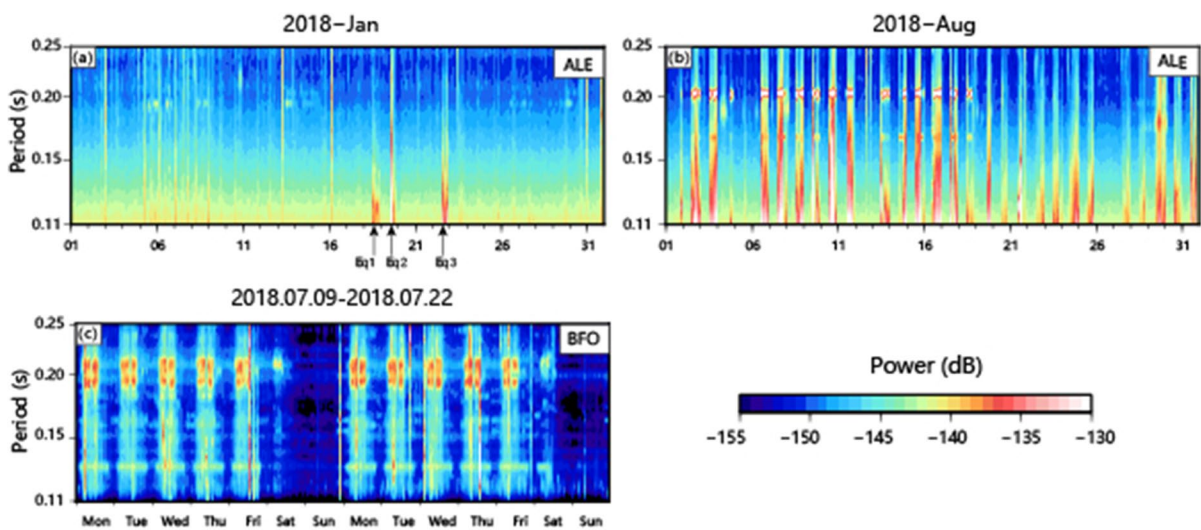 2018–Jan
2018–Aug
0.25
0.20
0.15
0.11
Period (s)
(a)
ALE
01
06
11
16
21
26
31
Eq1
Eq2
Eq3
0.25
0.20
0.15
0.11
(b)
ALE
01
06
11
16
21
26
31
2018.07.09-2018.07.22
0.25
0.20
0.15
0.11
Period (s)
(c)
BFO
Mon Tue Wed Thu Fri Sat Sun Mon Tue Wed Thu Fri Sat Sun
Power (dB)
−155 −150 −145 −140 −135 −130